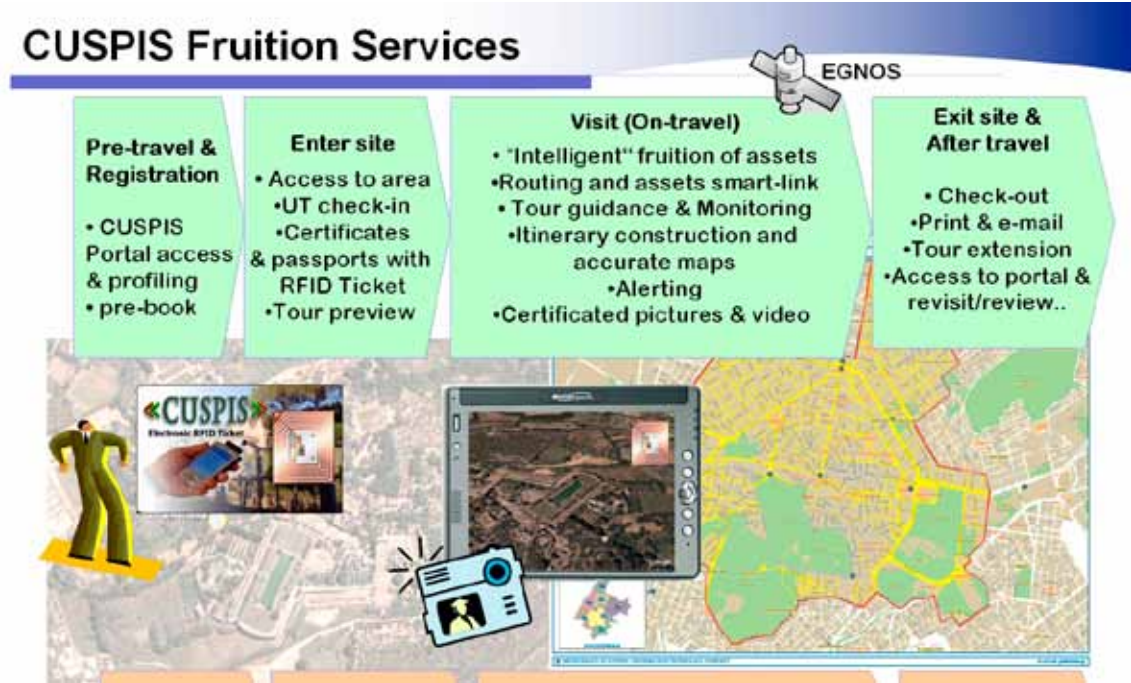 CUSPIS Fruition Services
EGNOS
Pre-travel &
Registration
• CUSPIS
Portal access
& profiling
• pre-book
Enter site
• Access to area
•UT check-in
•Certificates
& passports with
RFID Ticket
•Tour preview
Visit (On-travel)
• "Intelligent" fruition of assets
•Routing and assets smart-link
• Tour guidance & Monitoring
•Itinerary construction and
accurate maps
•Alerting
•Certificated pictures & video
Exit site &
After travel
• Check-out
•Print & e-mail
•Tour extension
•Access to portal &
revisit/review..
«CUSPIS»
Electronic RFID Ticket